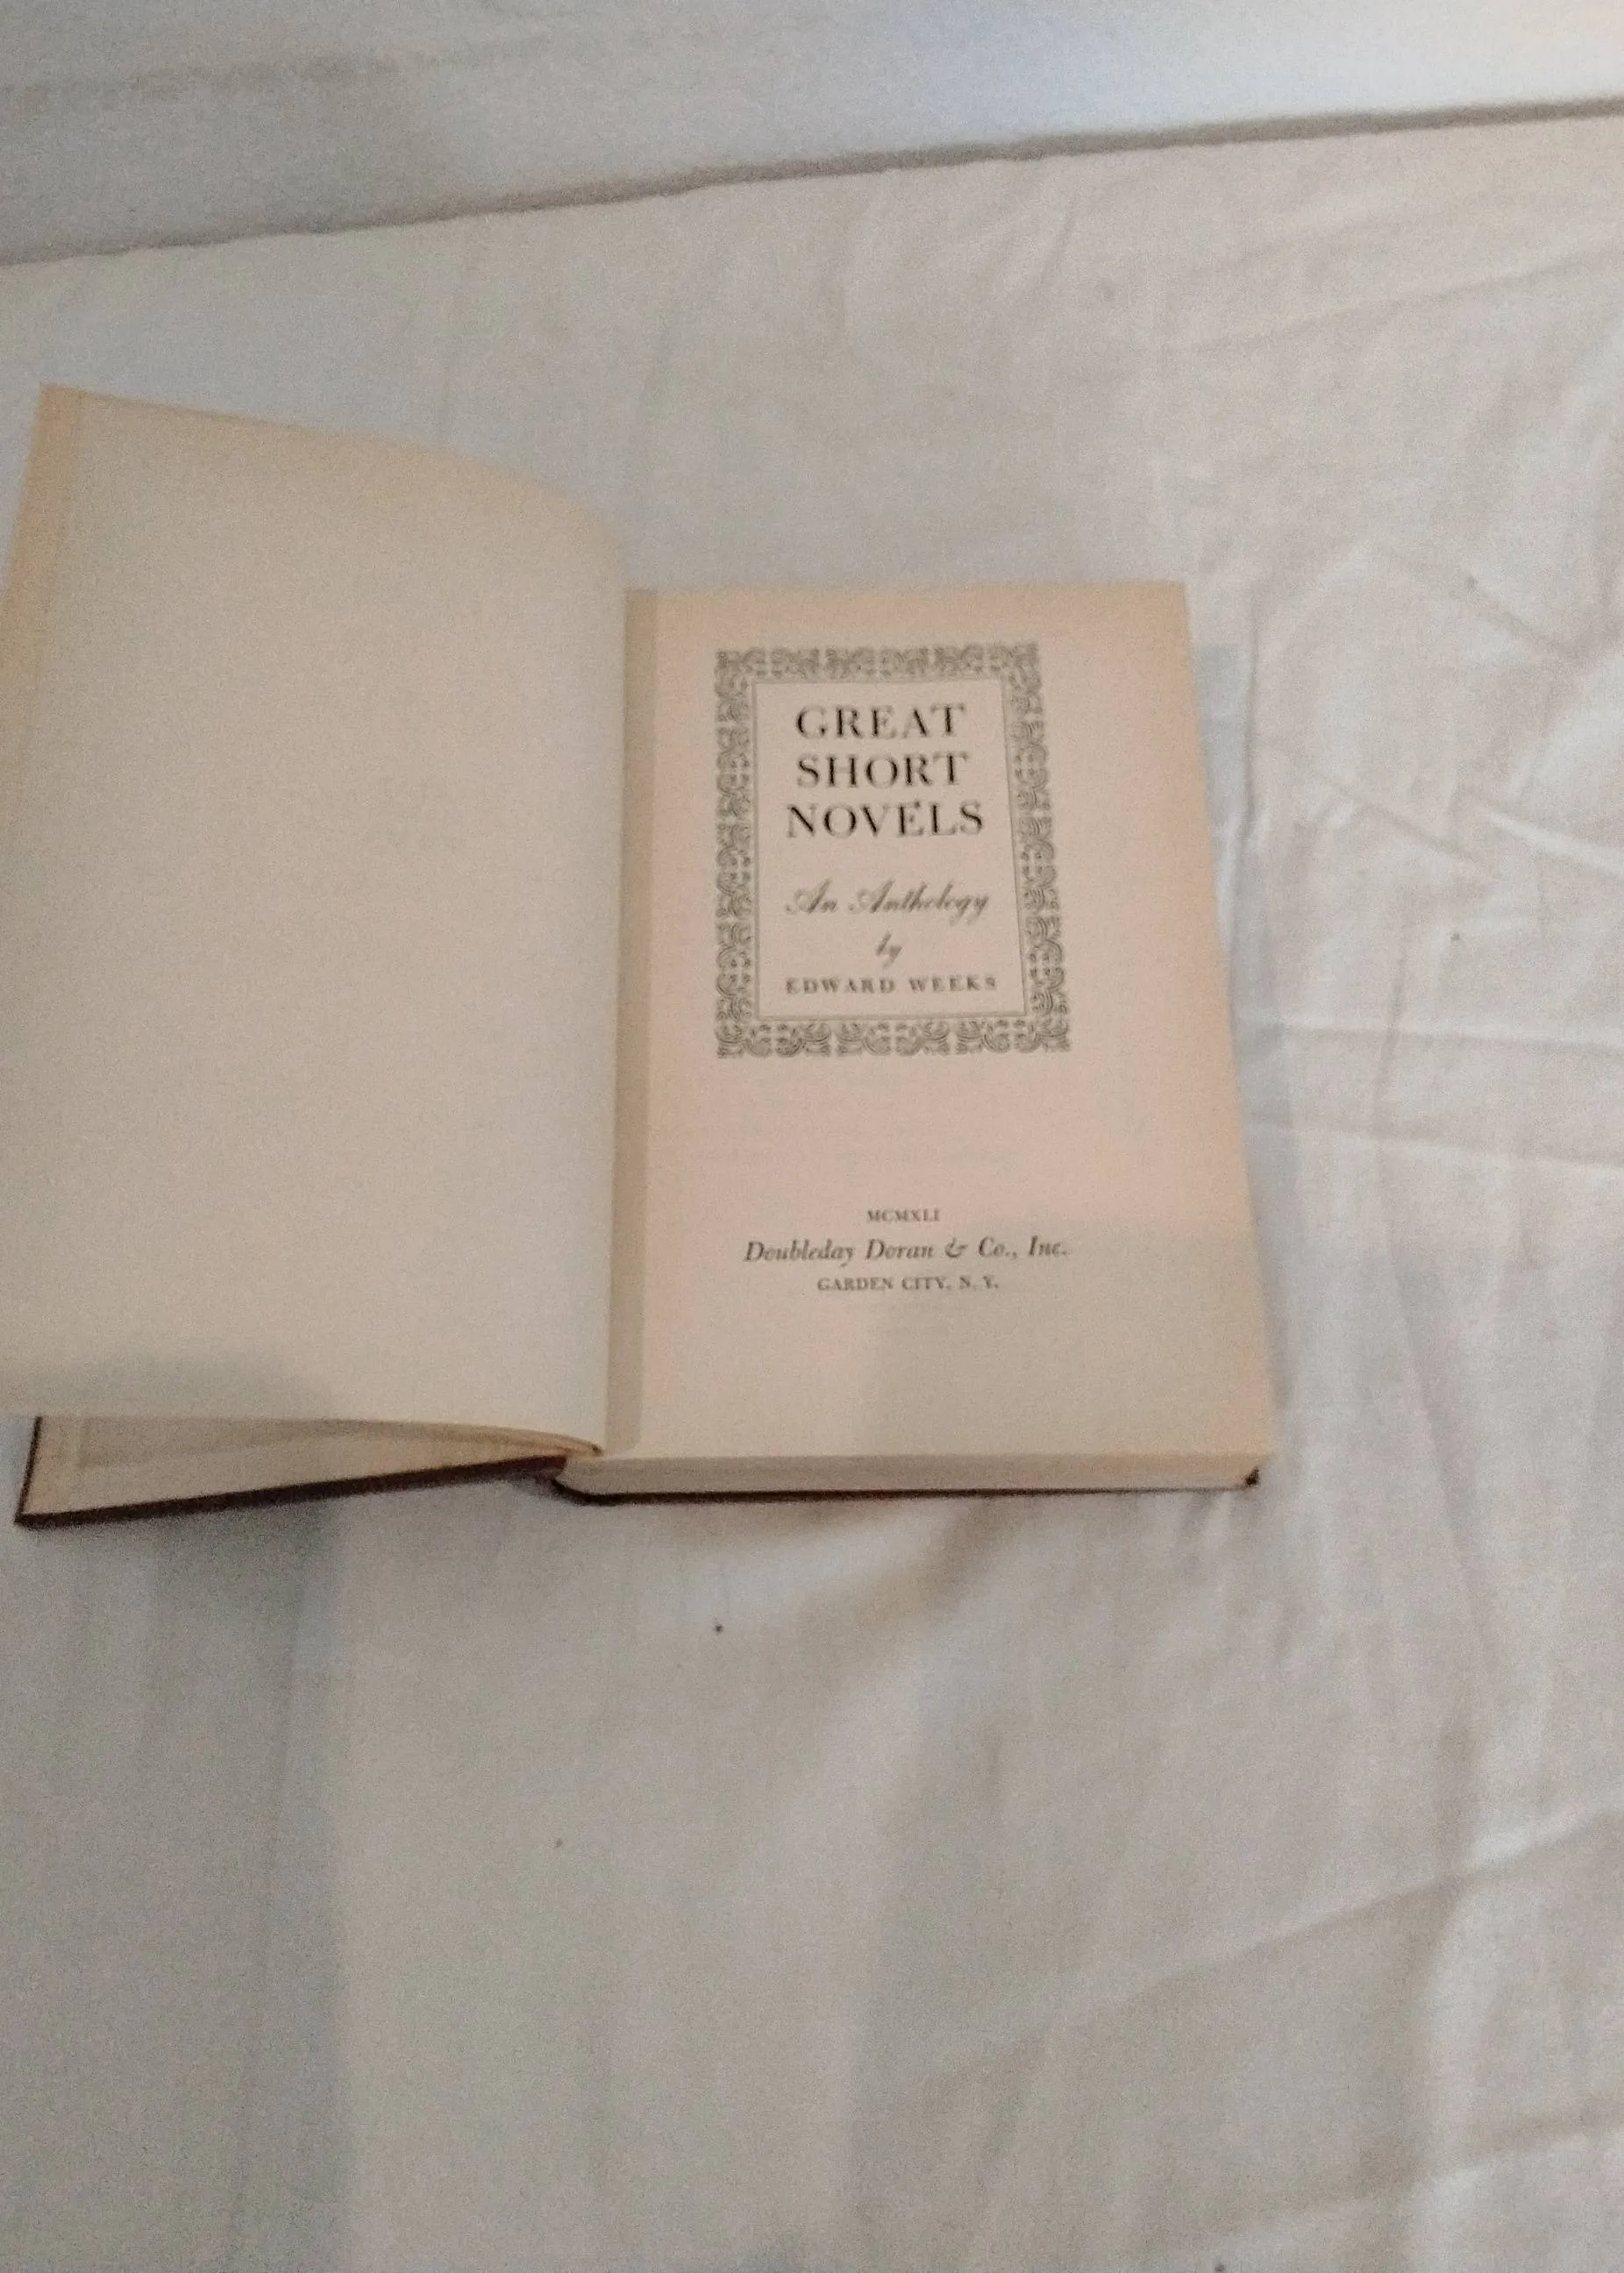 GREAT
SHORT
NOVELS
An Anthology
by
EDWARD WEEKS
MCMXLI
Doubleday Doran & Co., Inc.
GARDEN CITY, N. Y.